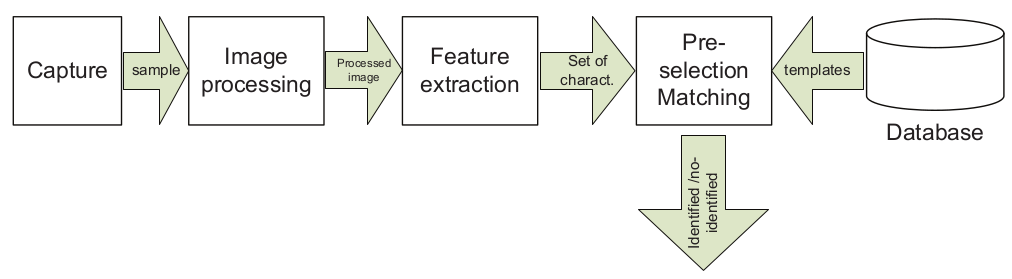 Capture
sample
Image
processing
Processed
image
Feature
extraction
Set of
charact.
Pre-
selection
Matching
templates
Database
Identified /no-
identified